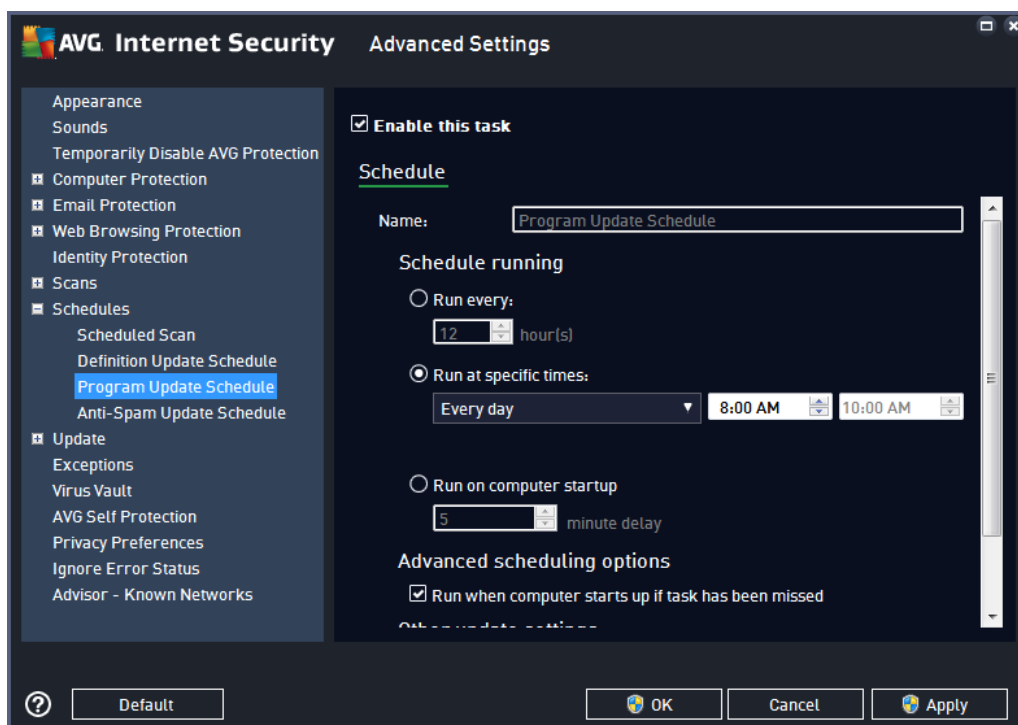 AVG. Internet Security Advanced Settings
Appearance
Sounds
Temporarily Disable AVG Protection
Computer Protection
Email Protection
Web Browsing Protection
Identity Protection
Scans
Schedules
Scheduled Scan
Definition Update Schedule
Program Update Schedule
Anti-Spam Update Schedule
Update
Exceptions
Virus Vault
AVG Self Protection
Privacy Preferences
Ignore Error Status
Advisor - Known Networks
Enable this task
Schedule
Name: Program Update Schedule
Schedule running
Run every:
12 hour(s)
Run at specific times:
Every day 8:00 AM 10:00 AM
Run on computer startup
5 minute delay
Advanced scheduling options
Run when computer starts up if task has been missed
Other update settings
? Default OK Cancel Apply